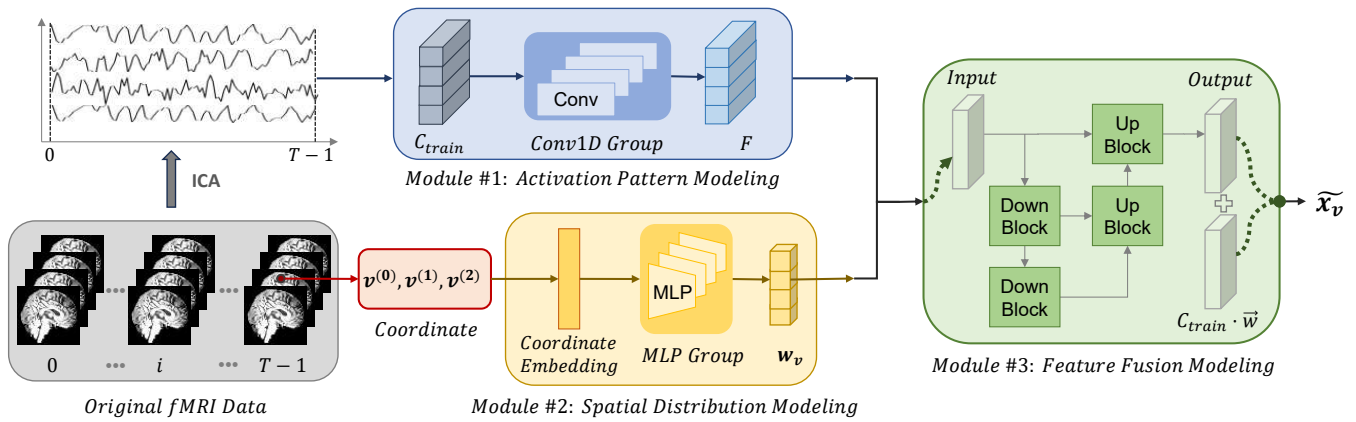 0
T − 1
ICA
C_train
Conv
Conv1D Group
F
Module #1: Activation Pattern Modeling
0
i
T − 1
Original fMRI Data
v^(0), v^(1), v^(2)
Coordinate
Coordinate
Embedding
MLP
MLP Group
w_v
Module #2: Spatial Distribution Modeling
Input
Output
Up
Block
Down
Block
Up
Block
Down
Block
C_train · w⃗
Module #3: Feature Fusion Modeling
x̃_v